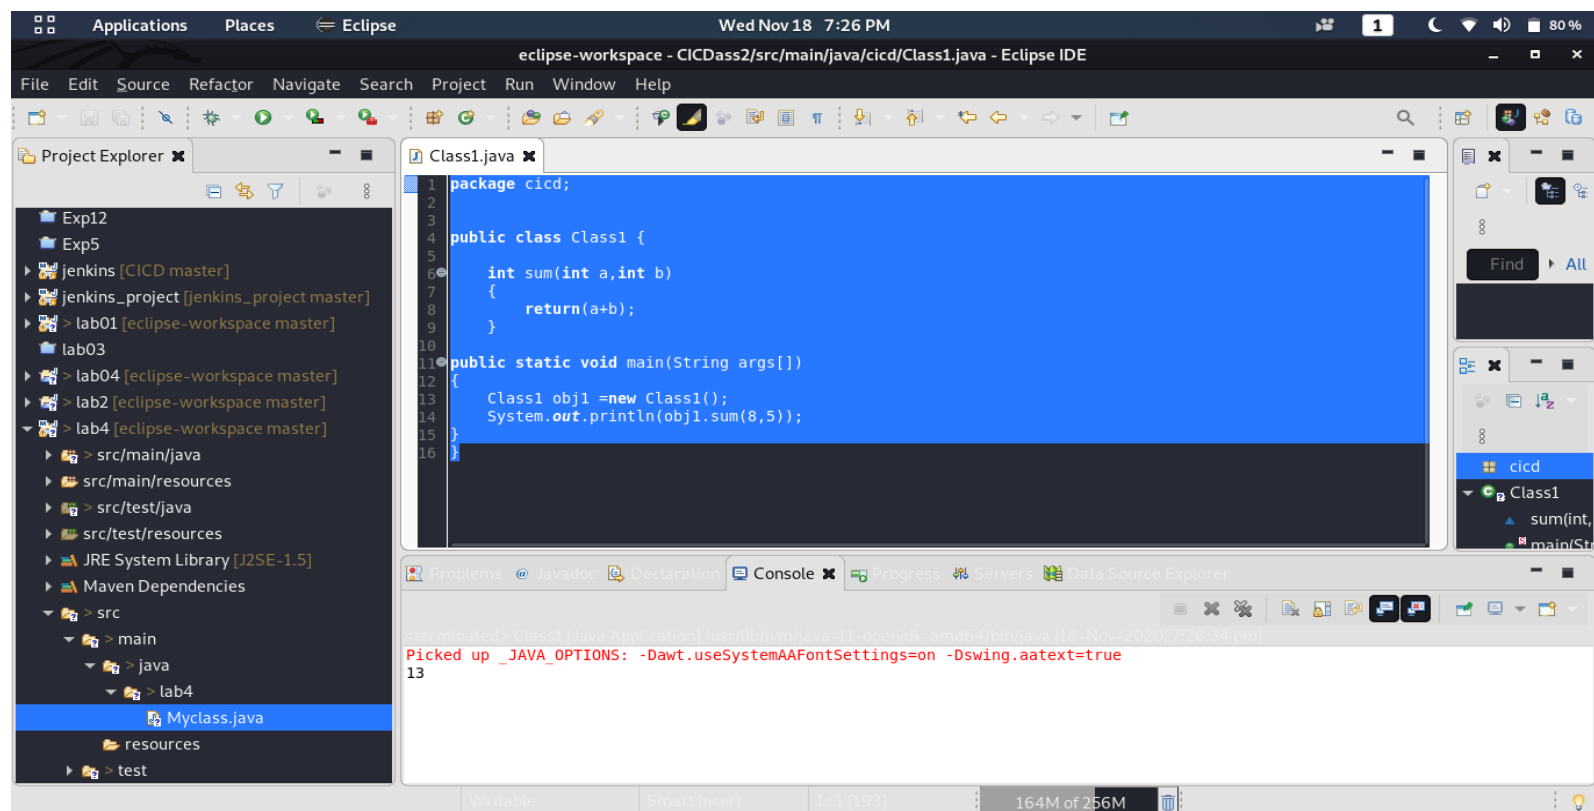 Applications Places Eclipse Wed Nov 18 7:26 PM 1 80 %
eclipse-workspace - CICDass2/src/main/java/cicd/Class1.java - Eclipse IDE
File Edit Source Refactor Navigate Search Project Run Window Help
Project Explorer
Exp12
Exp5
jenkins [CICD master]
jenkins_project [jenkins_project master]
> lab01 [eclipse-workspace master]
lab03
> lab04 [eclipse-workspace master]
> lab2 [eclipse-workspace master]
> lab4 [eclipse-workspace master]
> src/main/java
src/main/resources
> src/test/java
src/test/resources
JRE System Library [J2SE-1.5]
Maven Dependencies
> src
> main
> java
> lab4
Myclass.java
resources
> test
Class1.java
1 package cicd;
2
3
4 public class Class1 {
5
6 int sum(int a,int b)
7 {
8 return(a+b);
9 }
10
11 public static void main(String args[])
12 {
13 Class1 obj1 =new Class1();
14 System.out.println(obj1.sum(8,5));
15 }
16 }
Find All
cicd
Class1
sum(int,
main(Str
Problems @ Javadoc Declaration Console Progress Servers Data Source Explorer
<terminated> Class1 [Java Application] /usr/lib/jvm/java-11-openjdk-amd64/bin/java (18-Nov-2020, 7:26:34 pm)
Picked up _JAVA_OPTIONS: -Dawt.useSystemAAFontSettings=on -Dswing.aatext=true
13
Writable Smart Insert 1 : 1 [193] 164M of 256M